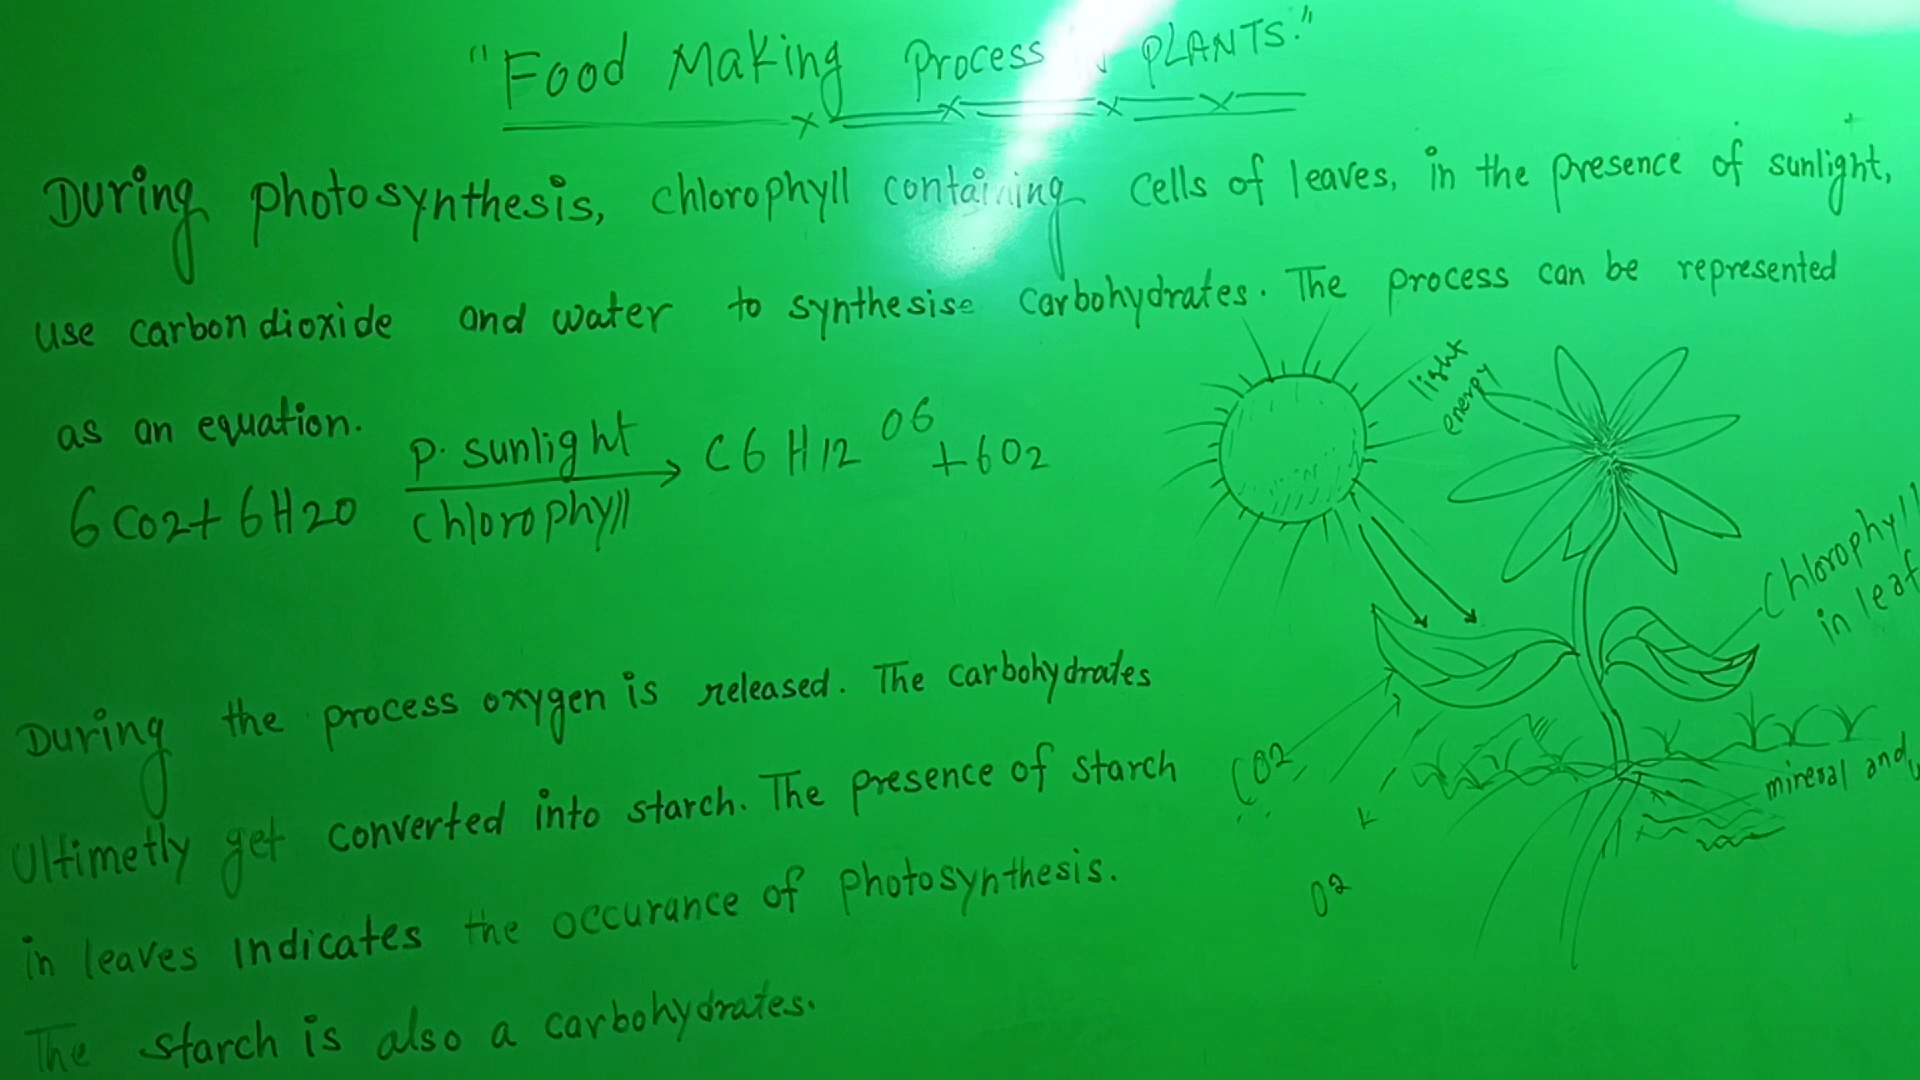 "Food Making Process PLANTS."
During photosynthesis, chlorophyll containing cells of leaves, in the presence of sunlight,
use carbondioxide and water to synthesise carbohydrates. The process can be represented
as an equation.
6CO2+6H2O P. sunlight chlorophyll → C6H12O6+6O2
light energy
Chlorophyll
in leaf
During the process oxygen is released. The carbohydrates
Ultimetly get converted into starch. The presence of starch
in leaves indicates the occurance of photosynthesis.
The starch is also a carbohydrates.
CO2
mineral and
O2